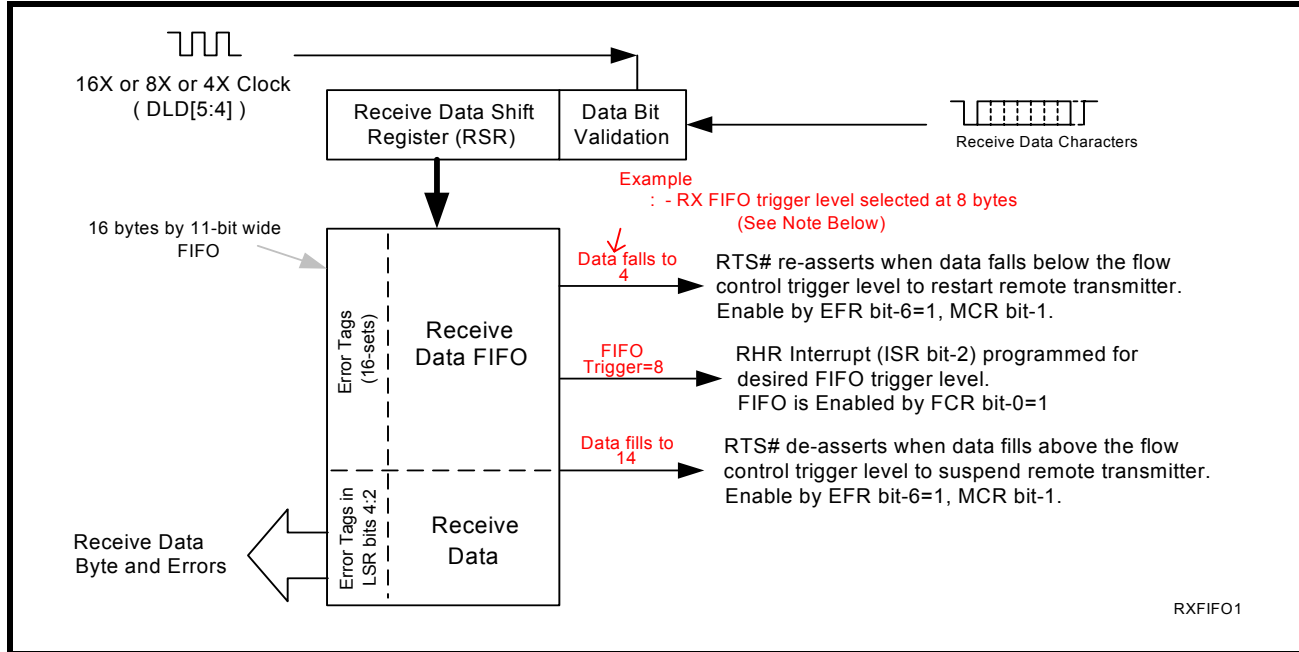 16X or 8X or 4X Clock
( DLD[5:4] )
Receive Data Shift
Register (RSR)
Data Bit
Validation
Receive Data Characters
Example
: - RX FIFO trigger level selected at 8 bytes
(See Note Below)
16 bytes by 11-bit wide
FIFO
Error Tags
(16-sets)
Receive
Data FIFO
Data falls to
4
RTS# re-asserts when data falls below the flow
control trigger level to restart remote transmitter.
Enable by EFR bit-6=1, MCR bit-1.
FIFO
Trigger=8
RHR Interrupt (ISR bit-2) programmed for
desired FIFO trigger level.
FIFO is Enabled by FCR bit-0=1
Data fills to
14
RTS# de-asserts when data fills above the flow
control trigger level to suspend remote transmitter.
Enable by EFR bit-6=1, MCR bit-1.
Error Tags in
LSR bits 4:2
Receive
Data
Receive Data
Byte and Errors
RXFIFO1